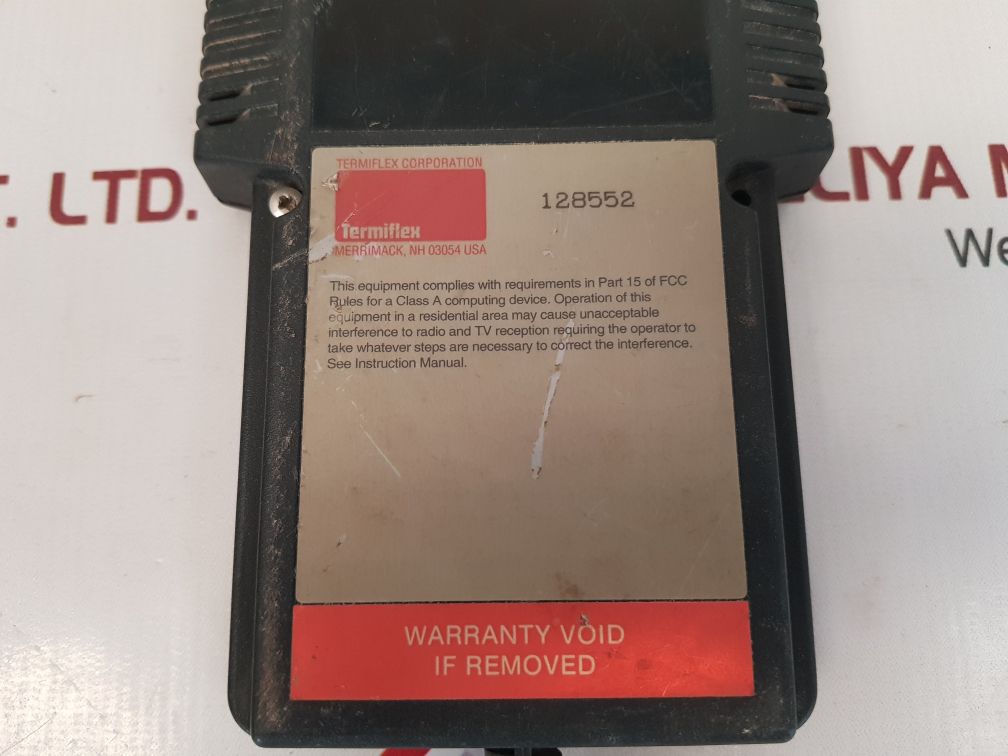 TERMIFLEX CORPORATION
Termiflex
MERRIMACK, NH 03054 USA
128552
This equipment complies with requirements in Part 15 of FCC
Rules for a Class A computing device. Operation of this
equipment in a residential area may cause unacceptable
interference to radio and TV reception requiring the operator to
take whatever steps are necessary to correct the interference.
See Instruction Manual.
WARRANTY VOID
IF REMOVED
T. LTD.
LIYA M
We